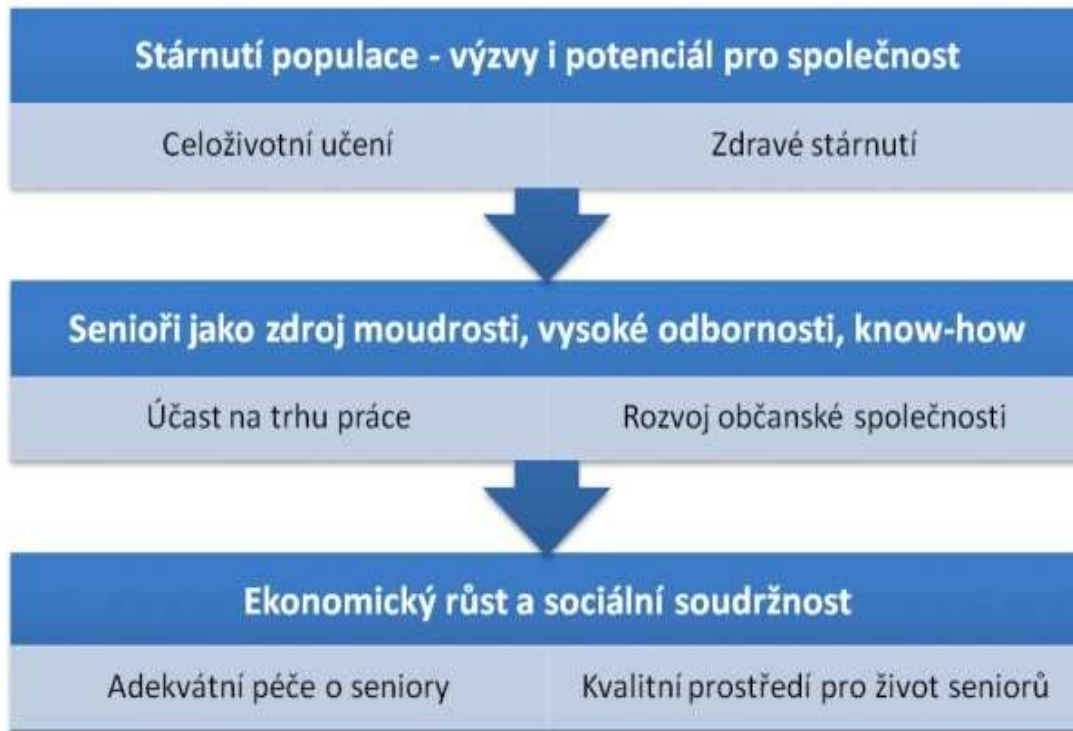 Stárnutí populace - výzvy i potenciál pro společnost
Celoživotní učení
Zdravé stárnutí
Senioři jako zdroj moudrosti, vysoké odbornosti, know-how
Účast na trhu práce
Rozvoj občanské společnosti
Ekonomický růst a sociální soudržnost
Adekvátní péče o seniory
Kvalitní prostředí pro život seniorů